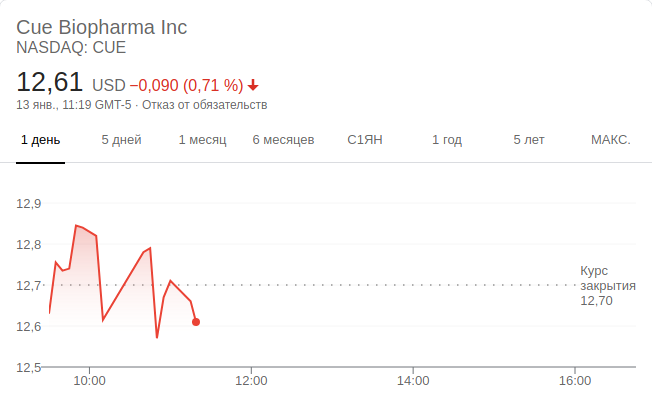 Cue Biopharma Inc
NASDAQ: CUE
12,61 USD −0,090 (0,71 %)
13 янв., 11:19 GMT-5 · Отказ от обязательств
1 день 5 дней 1 месяц 6 месяцев С1ЯН 1 год 5 лет МАКС.
12,9
12,8
12,7
12,6
12,5
Курс
закрытия
12,70
10:00 12:00 14:00 16:00